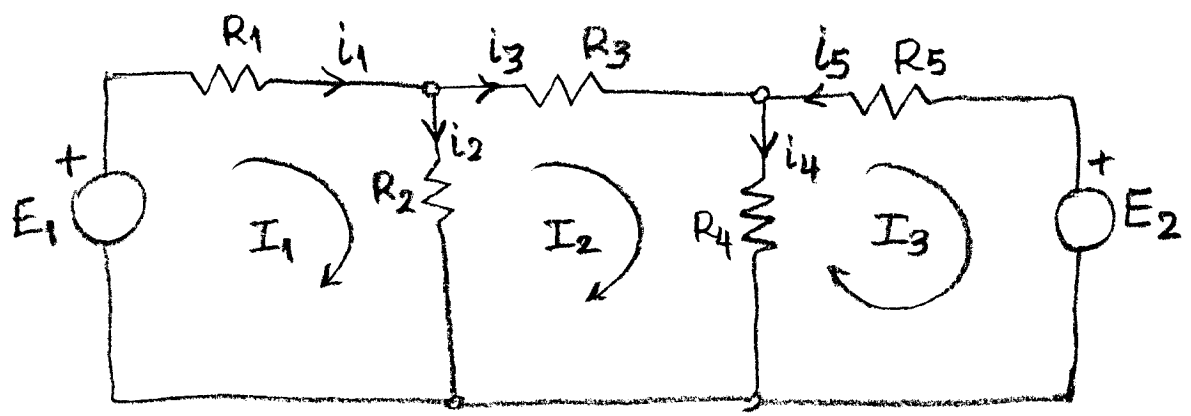 R1 i1 i3 R3 i5 R5
+ i2 i4 +
E1 I1 R2 I2 R4 I3 E2